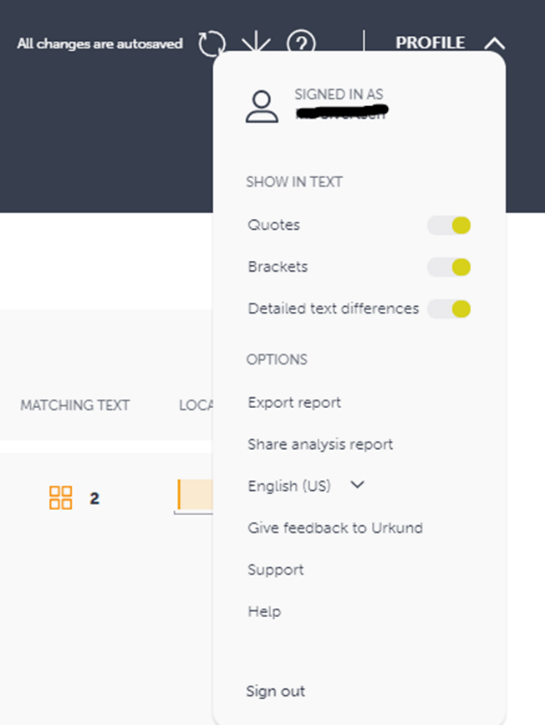 All changes are autosaved
PROFILE
SIGNED IN AS
SHOW IN TEXT
Quotes
Brackets
Detailed text differences
OPTIONS
MATCHING TEXT
Export report
Share analysis report
English (US)
2
Give feedback to Urkund
Support
Help
Sign out